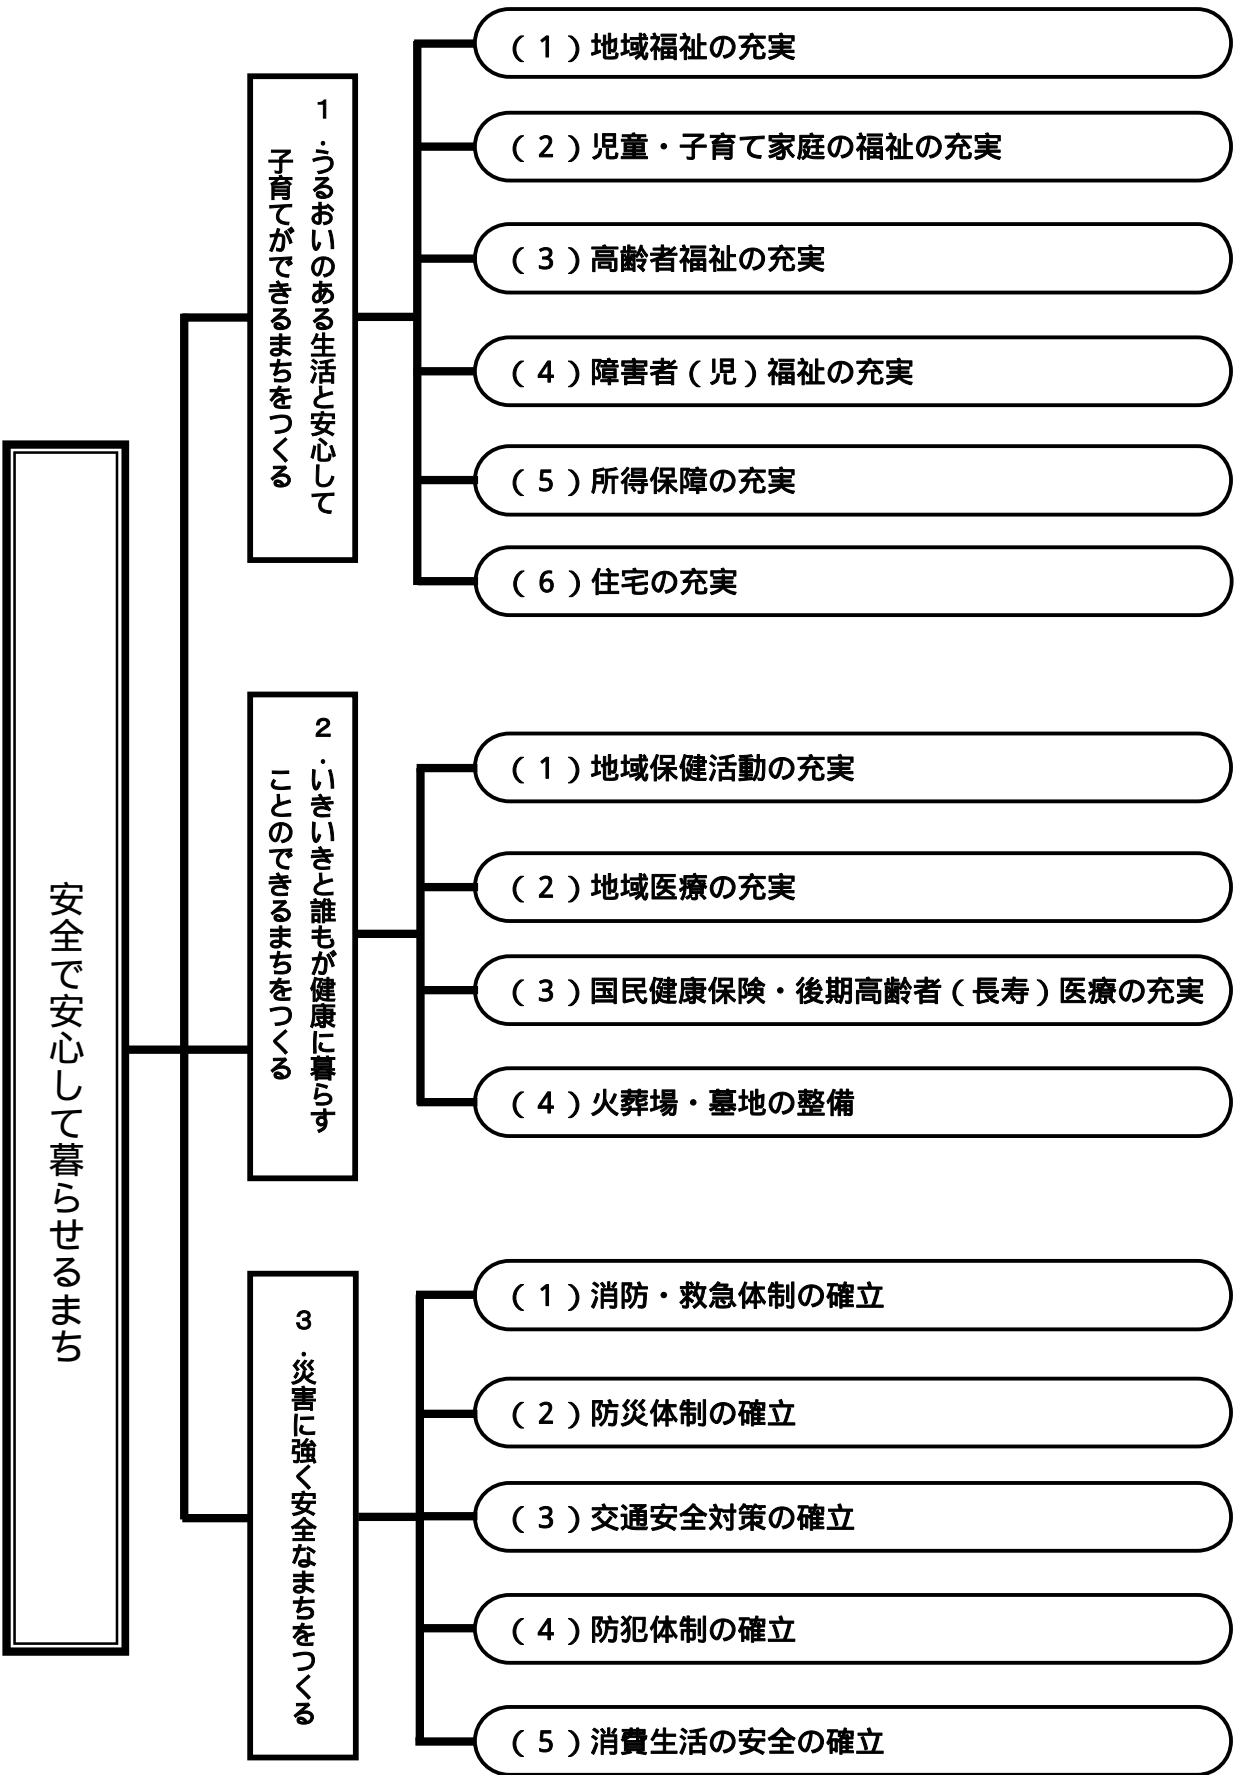 安全で安心して暮らせるまち
1．うるおいのある生活と安心して
子育てができるまちをつくる
(1)地域福祉の充実
(2)児童・子育て家庭の福祉の充実
(3)高齢者福祉の充実
(4)障害者(児)福祉の充実
(5)所得保障の充実
(6)住宅の充実
2．いきいきと誰もが健康に暮らす
ことのできるまちをつくる
(1)地域保健活動の充実
(2)地域医療の充実
(3)国民健康保険・後期高齢者(長寿)医療の充実
(4)火葬場・墓地の整備
3．災害に強く安全なまちをつくる
(1)消防・救急体制の確立
(2)防災体制の確立
(3)交通安全対策の確立
(4)防犯体制の確立
(5)消費生活の安全の確立